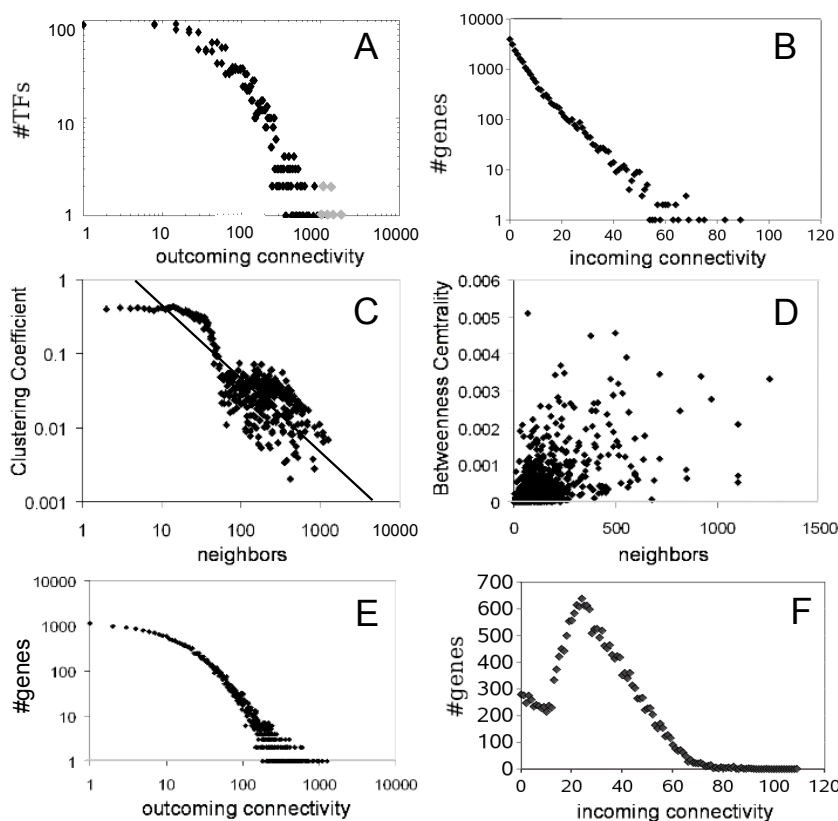 A
#TFs
100
10
1
1 10 100 1000 10000
outcoming connectivity
B
#genes
10000
1000
100
10
1
0 20 40 60 80 100 120
incoming connectivity
C
Clustering Coefficient
1
0.1
0.01
0.001
1 10 100 1000 10000
neighbors
D
Betweenness Cemtrality
0.006
0.005
0.004
0.003
0.002
0.001
0
0 500 1000 1500
neighbors
E
#genes
10000
1000
100
10
1
1 10 100 1000 10000
outcoming connectivity
F
#genes
700
600
500
400
300
200
100
0
0 20 40 60 80 100 120
incoming connectivity